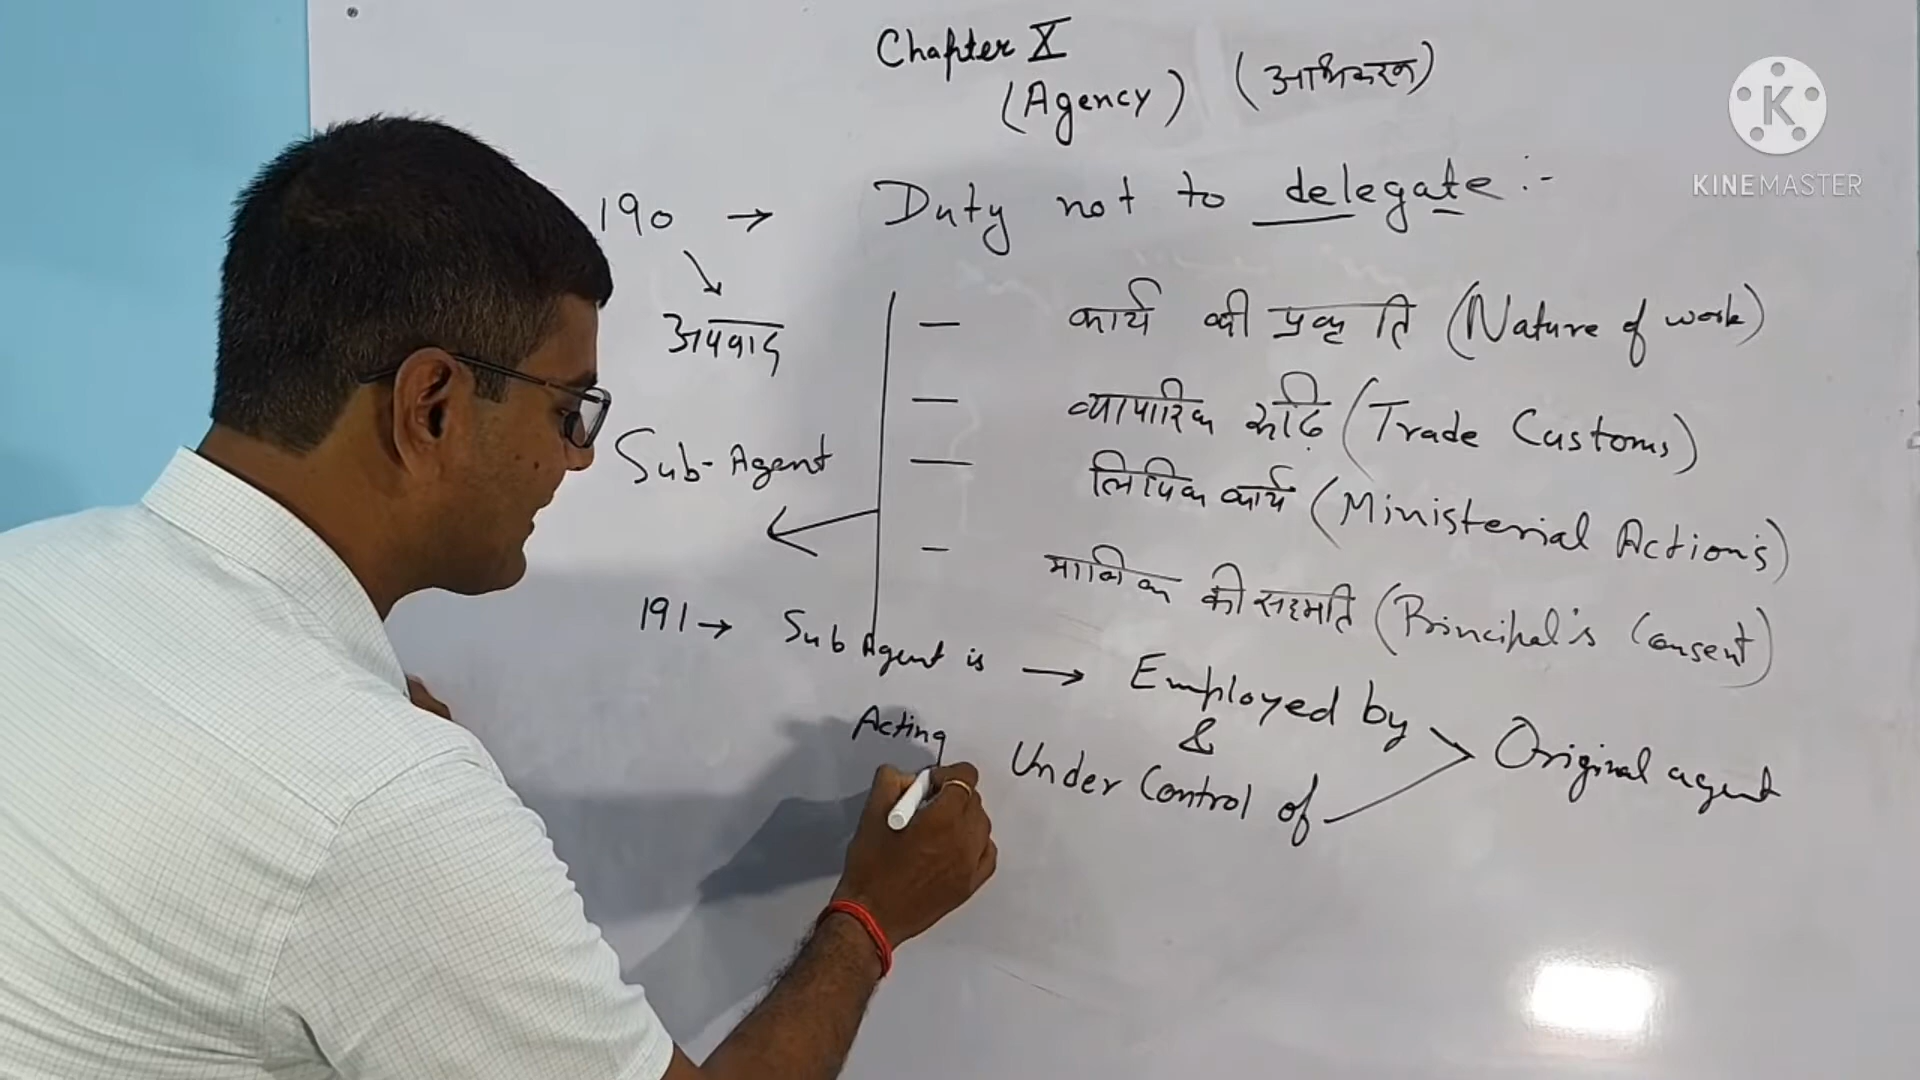 Chapter X
(Agency) (अभिकरण)
190 → Duty not to delegate :-
अपवाद
— कार्य की प्रकृति (Nature of work)
— व्यापारिक रूढ़ि (Trade Customs)
Sub-Agent
— लिपिक कार्य (Ministerial Action's)
— मालिक की सहमति (Principal's Consent)
191 → Sub Agent is → Employed by
& Original agent
Acting Under Control of
K
KINEMASTER